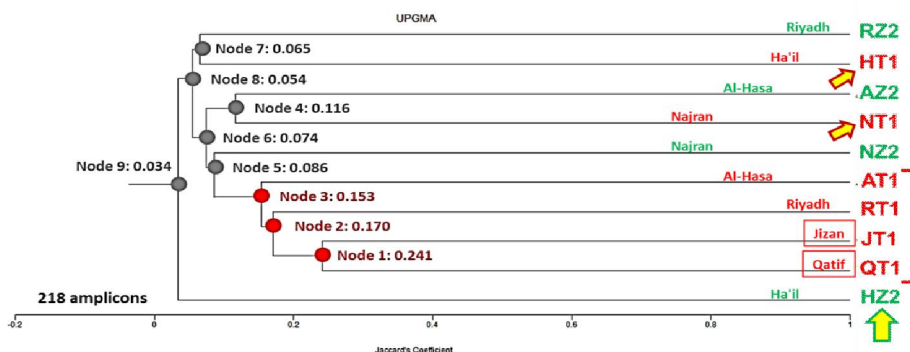 UPGMA
Riyadh RZ2
Node 7: 0.065
Ha'il HT1
Node 8: 0.054
Al-Hasa AZ2
Node 4: 0.116
Najran NT1
Node 6: 0.074
Najran NZ2
Node 9: 0.034
Node 5: 0.086
Al-Hasa AT1
Node 3: 0.153
Riyadh RT1
Node 2: 0.170
Jizan JT1
Node 1: 0.241
Qatif QT1
218 amplicons
Ha'il HZ2
-0.2 0 0.2 0.4 0.6 0.8 1
Jaccard's Coefficient